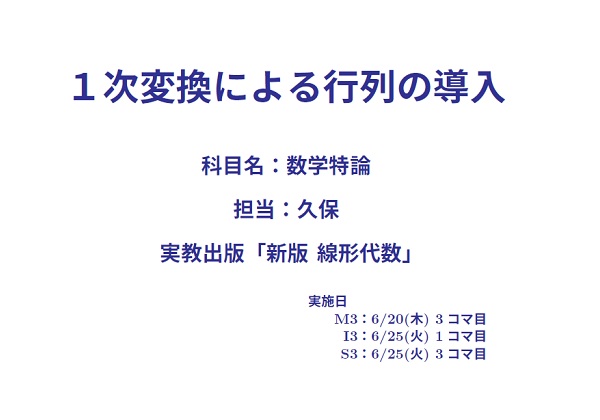 １次変換による行列の導入
科目名：数学特論
担当：久保
実教出版「新版 線形代数」
実施日
M3：6/20(木) 3 コマ目
I3：6/25(火) 1 コマ目
S3：6/25(火) 3 コマ目